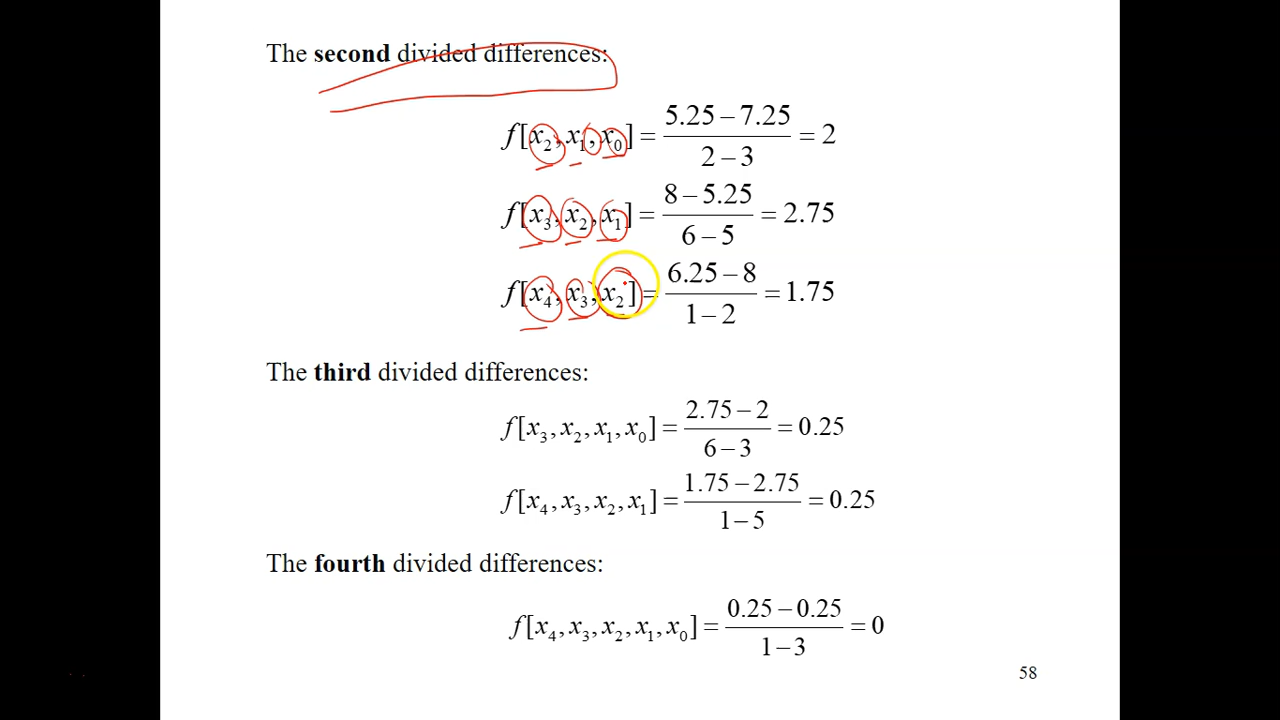 The second divided differences:
f[x₂, x₁, x₀] = (5.25 − 7.25)/(2 − 3) = 2
f[x₃, x₂, x₁] = (8 − 5.25)/(6 − 5) = 2.75
f[x₄, x₃, x₂] = (6.25 − 8)/(1 − 2) = 1.75
The third divided differences:
f[x₃, x₂, x₁, x₀] = (2.75 − 2)/(6 − 3) = 0.25
f[x₄, x₃, x₂, x₁] = (1.75 − 2.75)/(1 − 5) = 0.25
The fourth divided differences:
f[x₄, x₃, x₂, x₁, x₀] = (0.25 − 0.25)/(1 − 3) = 0
58